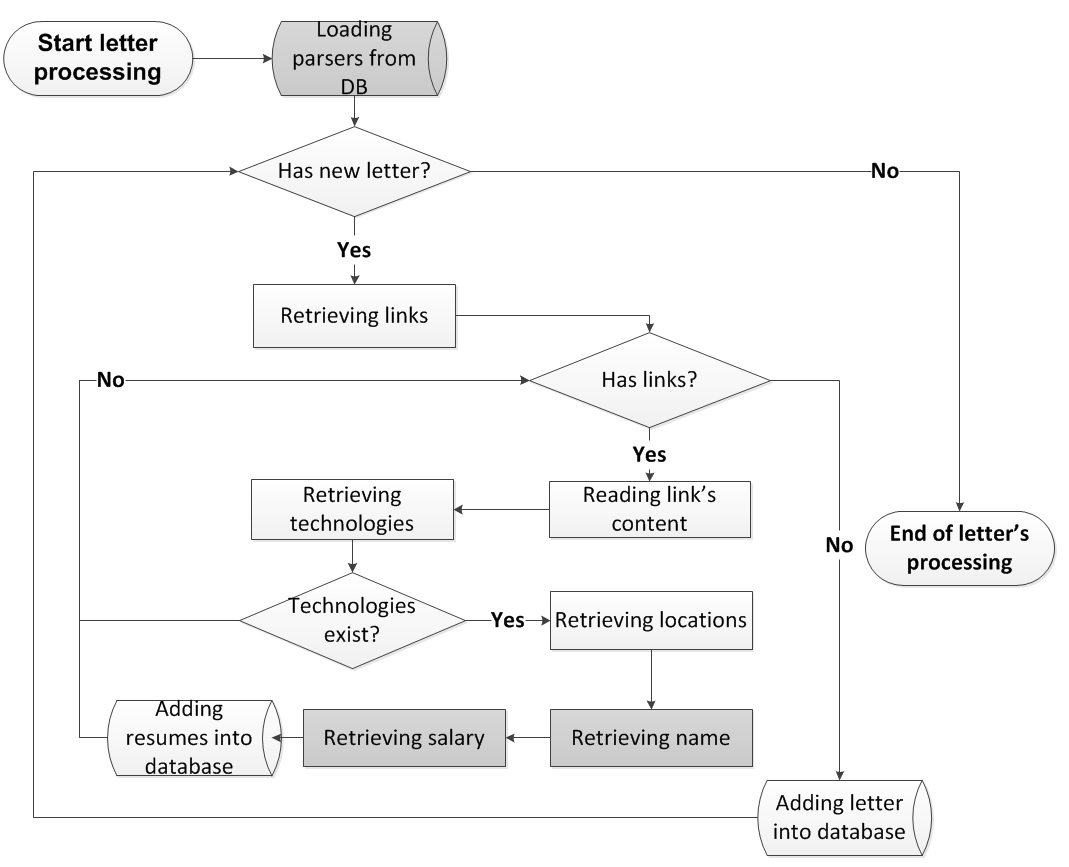 Start letter
processing
Loading
parsers from
DB
Has new letter?
No
Yes
Retrieving links
No
Has links?
Yes
Retrieving
technologies
Reading link's
content
No
End of letter's
processing
Technologies
exist?
Yes
Retrieving locations
Adding
resumes into
database
Retrieving salary
Retrieving name
Adding letter
into database